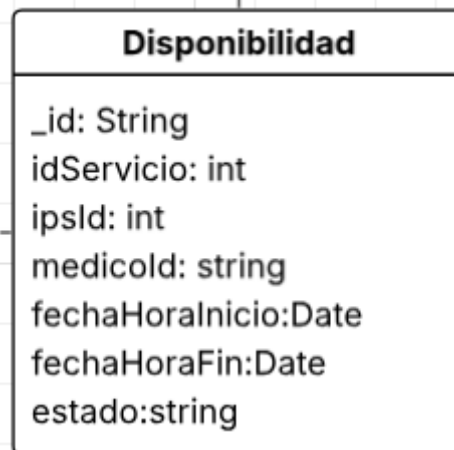 Disponibilidad
_id: String
idServicio: int
ipsId: int
medicoId: string
fechaHoraInicio:Date
fechaHoraFin:Date
estado:string